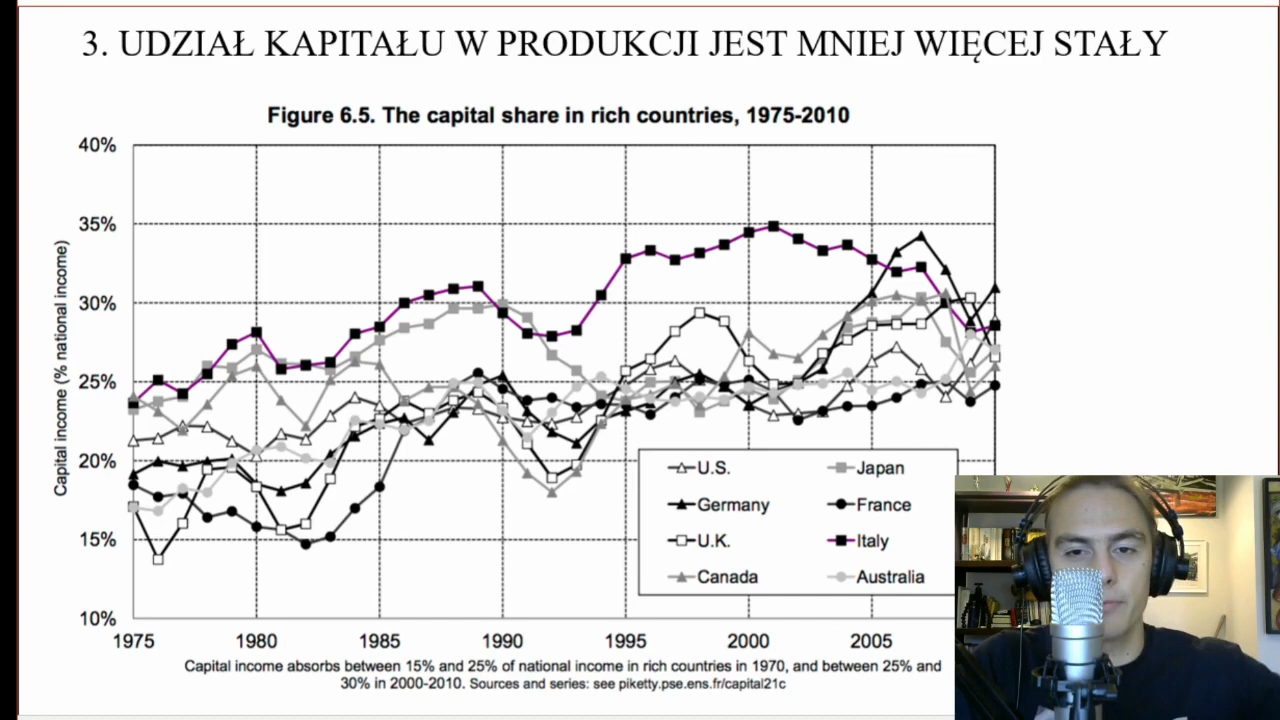 3. UDZIAŁ KAPITAŁU W PRODUKCJI JEST MNIEJ WIĘCEJ STAŁY
Figure 6.5. The capital share in rich countries, 1975-2010
Capital income (% national income)
40%
35%
30%
25%
20%
15%
10%
U.S.
Japan
Germany
France
U.K.
Italy
Canada
Australia
1975 1980 1985 1990 1995 2000 2005
Capital income absorbs between 15% and 25% of national income in rich countries in 1970, and between 25% and
30% in 2000-2010. Sources and series: see piketty.pse.ens.fr/capital21c